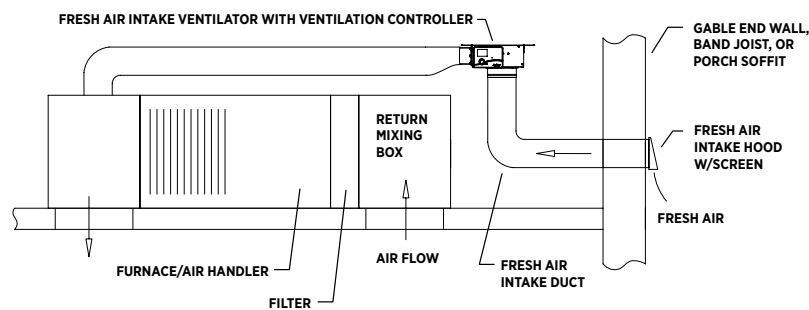 FRESH AIR INTAKE VENTILATOR WITH VENTILATION CONTROLLER
GABLE END WALL,
BAND JOIST, OR
PORCH SOFFIT
RETURN
MIXING
BOX
FRESH AIR
INTAKE HOOD
W/SCREEN
FRESH AIR
FURNACE/AIR HANDLER
AIR FLOW
FRESH AIR
INTAKE DUCT
FILTER